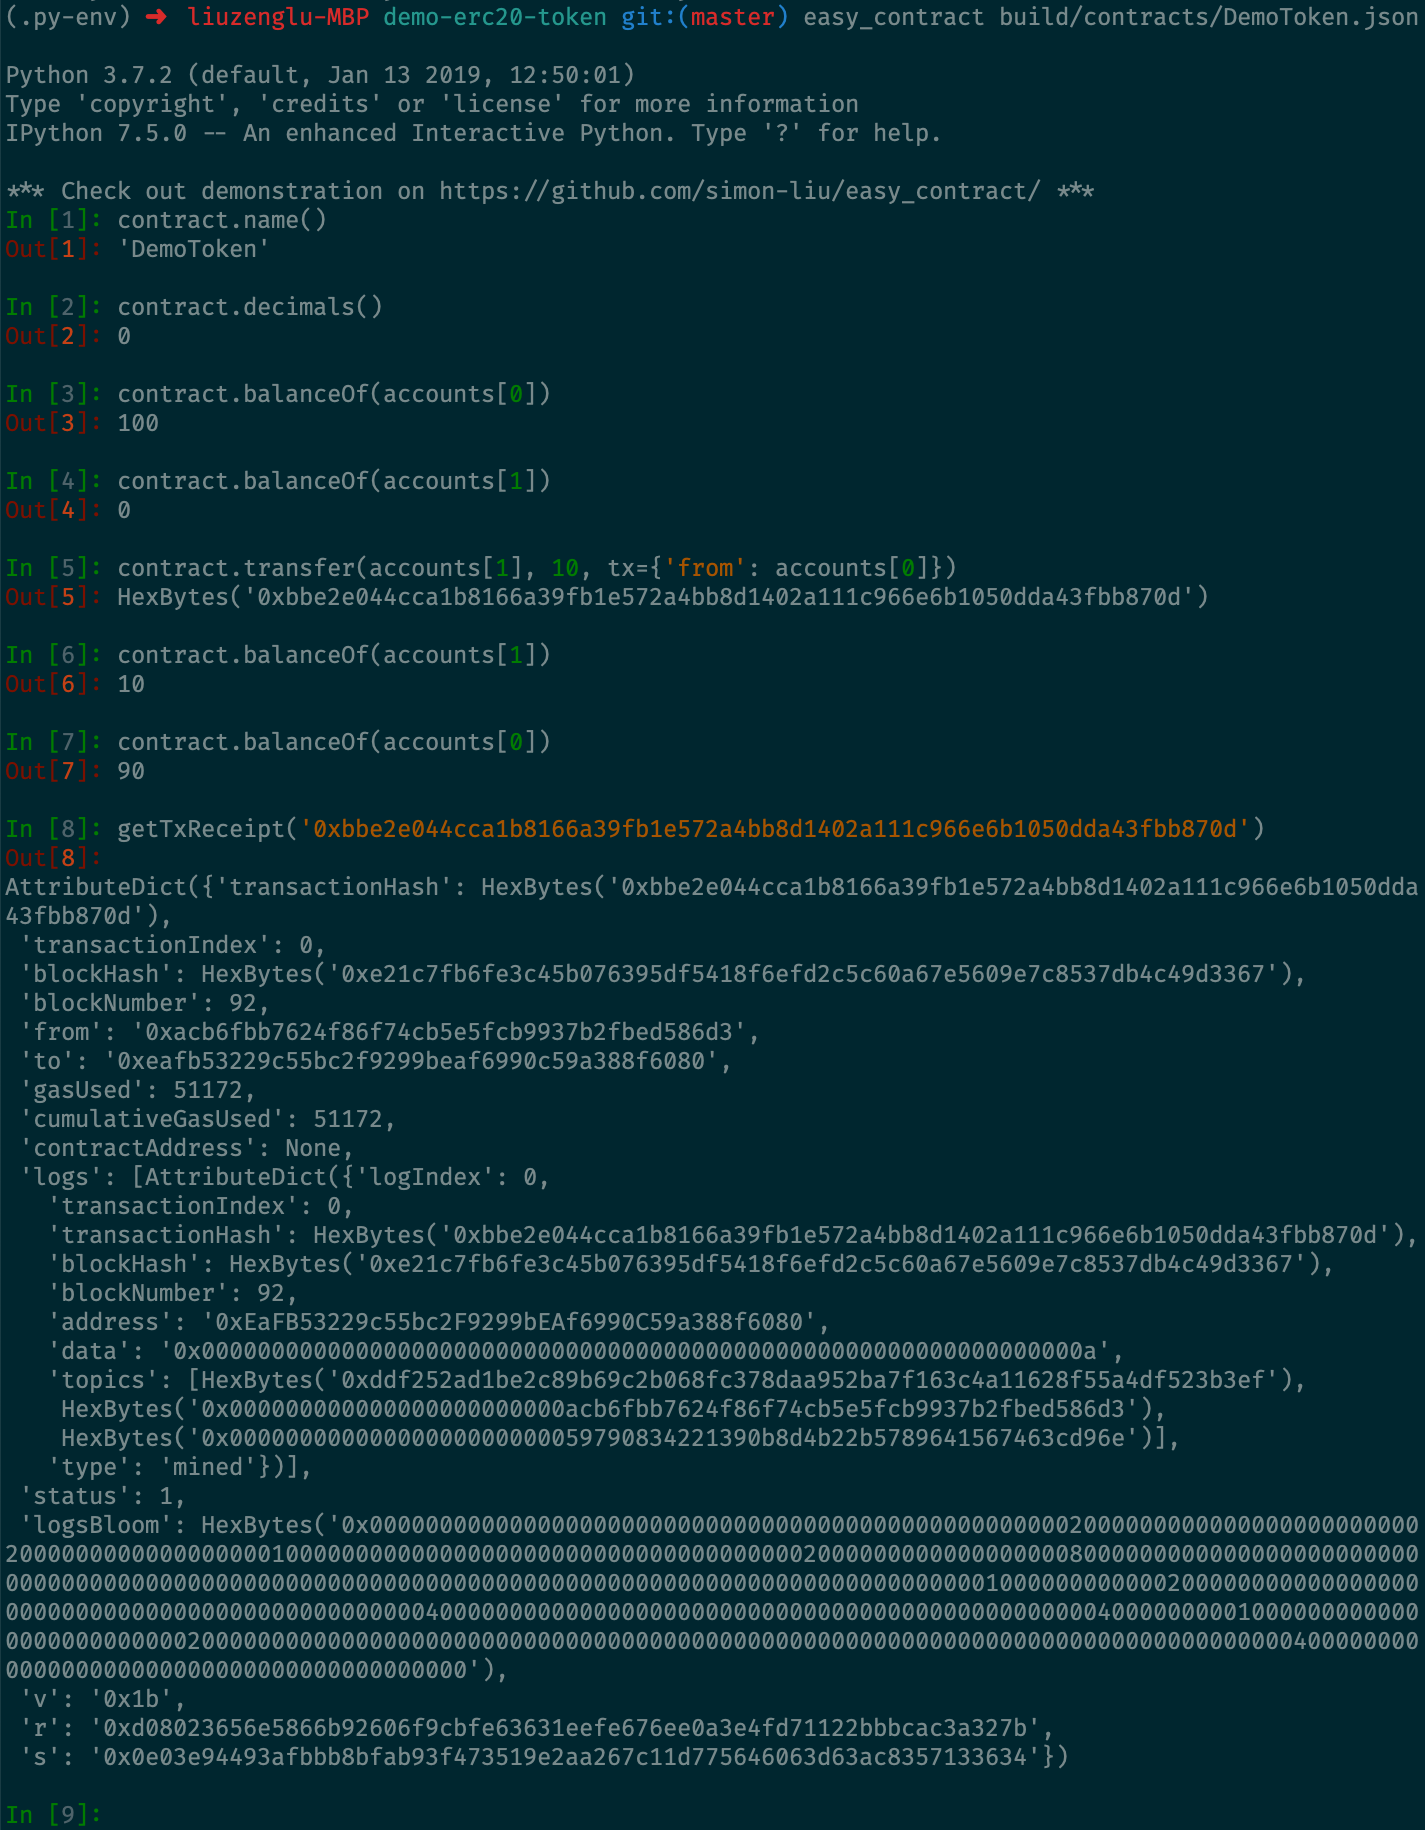 (.py-env) ➜ liuzenglu-MBP demo-erc20-token git:(master) easy_contract build/contracts/DemoToken.json
Python 3.7.2 (default, Jan 13 2019, 12:50:01)
Type 'copyright', 'credits' or 'license' for more information
IPython 7.5.0 -- An enhanced Interactive Python. Type '?' for help.
*** Check out demonstration on https://github.com/simon-liu/easy_contract/ ***
In [1]: contract.name()
Out[1]: 'DemoToken'
In [2]: contract.decimals()
Out[2]: 0
In [3]: contract.balanceOf(accounts[0])
Out[3]: 100
In [4]: contract.balanceOf(accounts[1])
Out[4]: 0
In [5]: contract.transfer(accounts[1], 10, tx={'from': accounts[0]})
Out[5]: HexBytes('0xbbe2e044cca1b8166a39fb1e572a4bb8d1402a111c966e6b1050dda43fbb870d')
In [6]: contract.balanceOf(accounts[1])
Out[6]: 10
In [7]: contract.balanceOf(accounts[0])
Out[7]: 90
In [8]: getTxReceipt('0xbbe2e044cca1b8166a39fb1e572a4bb8d1402a111c966e6b1050dda43fbb870d')
Out[8]:
AttributeDict({'transactionHash': HexBytes('0xbbe2e044cca1b8166a39fb1e572a4bb8d1402a111c966e6b1050dda
43fbb870d'),
'transactionIndex': 0,
'blockHash': HexBytes('0xe21c7fb6fe3c45b076395df5418f6efd2c5c60a67e5609e7c8537db4c49d3367'),
'blockNumber': 92,
'from': '0xacb6fbb7624f86f74cb5e5fcb9937b2fbed586d3',
'to': '0xeafb53229c55bc2f9299beaf6990c59a388f6080',
'gasUsed': 51172,
'cumulativeGasUsed': 51172,
'contractAddress': None,
'logs': [AttributeDict({'logIndex': 0,
'transactionIndex': 0,
'transactionHash': HexBytes('0xbbe2e044cca1b8166a39fb1e572a4bb8d1402a111c966e6b1050dda43fbb870d'),
'blockHash': HexBytes('0xe21c7fb6fe3c45b076395df5418f6efd2c5c60a67e5609e7c8537db4c49d3367'),
'blockNumber': 92,
'address': '0xEaFB53229c55bc2F9299bEAf6990C59a388f6080',
'data': '0x000000000000000000000000000000000000000000000000000000000000000a',
'topics': [HexBytes('0xddf252ad1be2c89b69c2b068fc378daa952ba7f163c4a11628f55a4df523b3ef'),
HexBytes('0x000000000000000000000000acb6fbb7624f86f74cb5e5fcb9937b2fbed586d3'),
HexBytes('0x00000000000000000000000059790834221390b8d4b22b5789641567463cd96e')],
'type': 'mined'})],
'status': 1,
'logsBloom':
'v': '0x1b',
'r': '0xd08023656e5866b92606f9cbfe63631eefe676ee0a3e4fd71122bbbcac3a327b',
's': '0x0e03e94493afbbb8bfab93f473519e2aa267c11d775646063d63ac8357133634'})
In [9]: